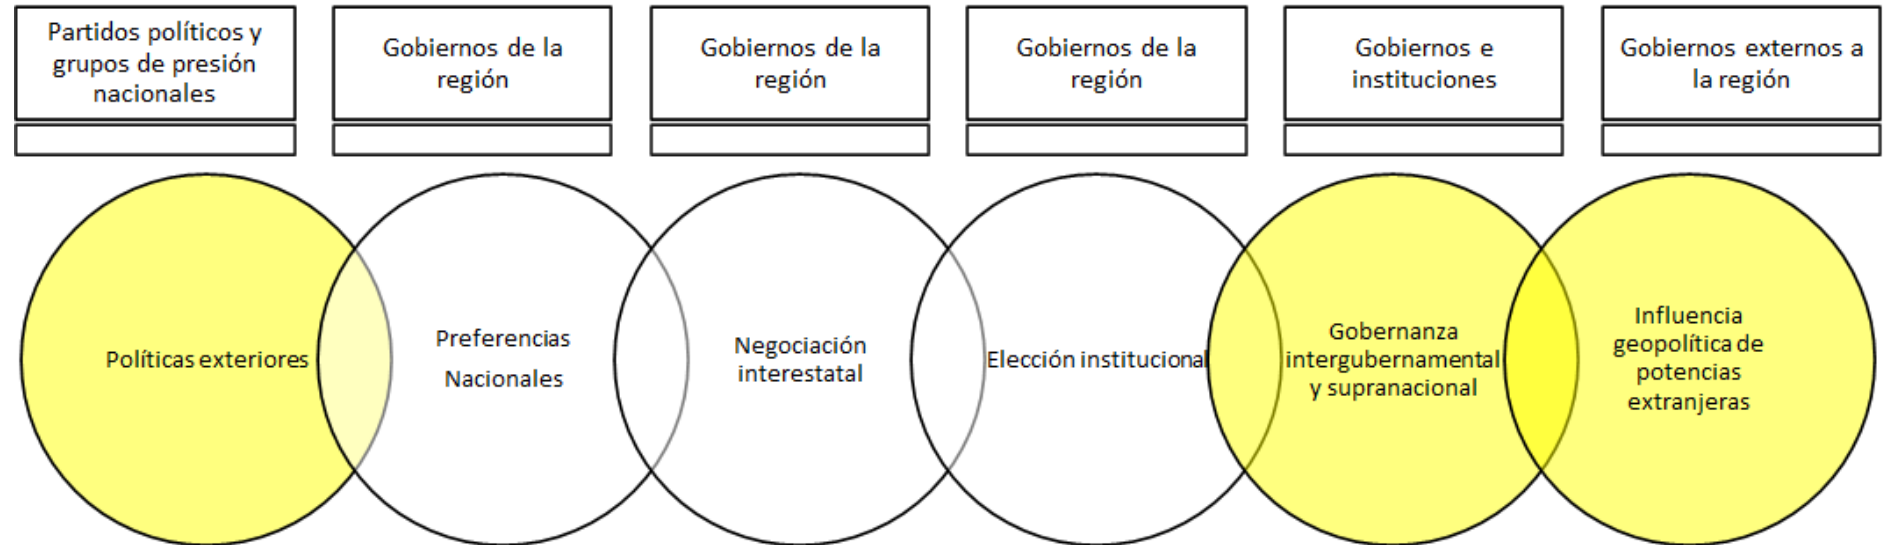 Partidos políticos y
grupos de presión
nacionales
Gobiernos de la
región
Gobiernos de la
región
Gobiernos de la
región
Gobiernos e
instituciones
Gobiernos externos a
la región
Políticas exteriores
Preferencias
Nacionales
Negociación
interestatal
Elección institucional
Gobernanza
intergubernamental
y supranacional
Influencia
geopolítica de
potencias
extranjeras